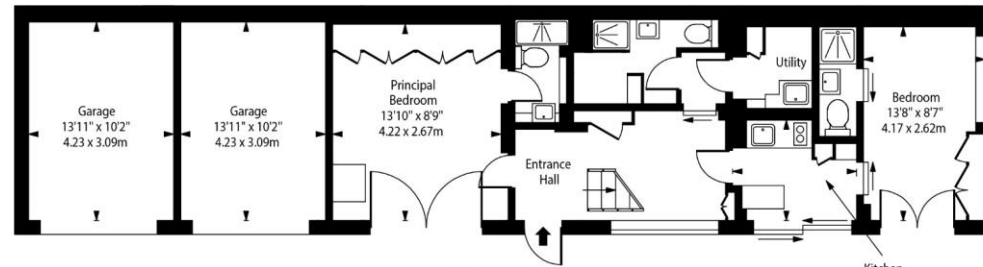 Garage
13'11" x 10'2"
4.23 x 3.09m
Garage
13'11" x 10'2"
4.23 x 3.09m
Principal
Bedroom
13'10" x 8'9"
4.22 x 2.67m
Entrance
Hall
Utility
Bedroom
13'8" x 8'7"
4.17 x 2.62m
Kitchen